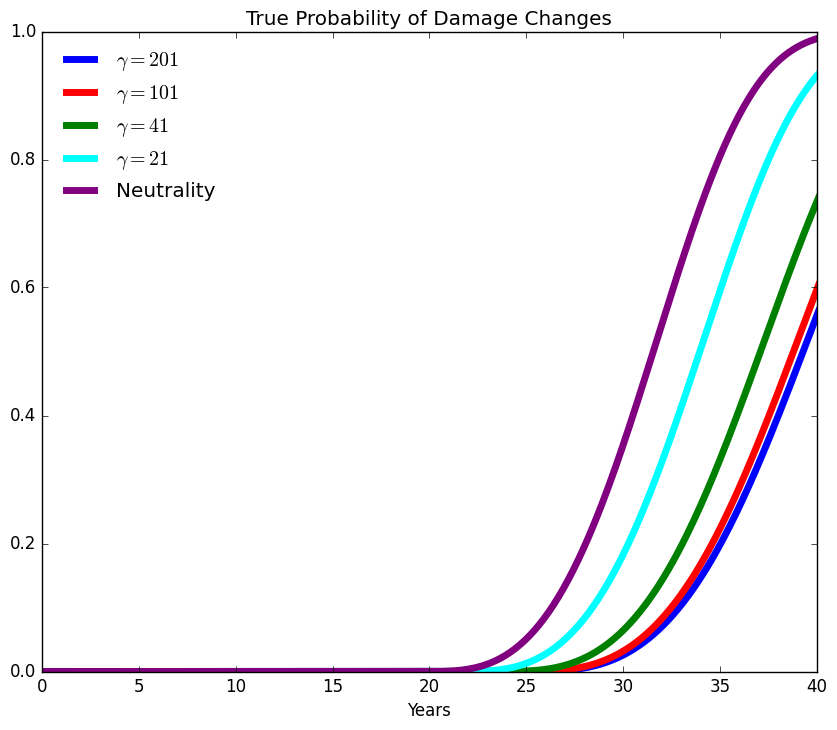 True Probability of Damage Changes
1.0
0.8
0.6
0.4
0.2
0.0
γ = 201
γ = 101
γ = 41
γ = 21
Neutrality
0 5 10 15 20 25 30 35 40
Years